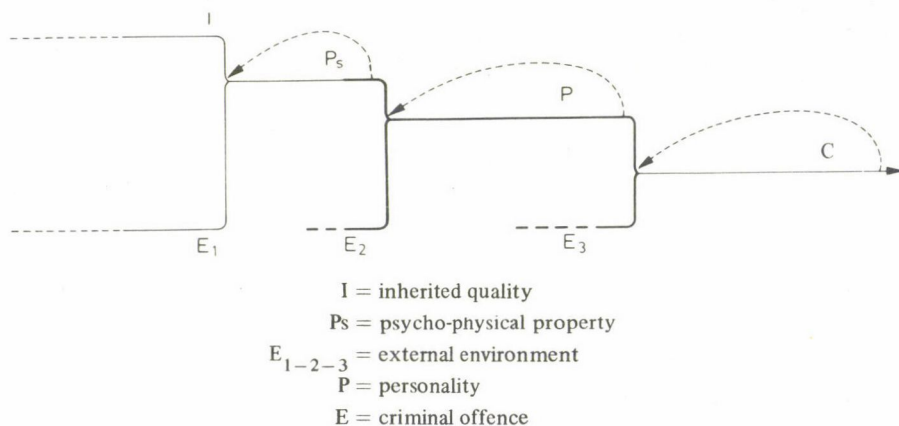 I
Pₛ
P
C
E₁
E₂
E₃
I = inherited quality
Ps = psycho-physical property
E₁₋₂₋₃ = external environment
P = personality
E = criminal offence